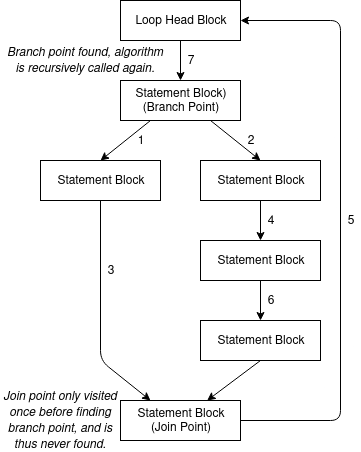 Loop Head Block
Branch point found, algorithm
is recursively called again.
7
Statement Block)
(Branch Point)
1
2
Statement Block
Statement Block
4
5
Statement Block
3
6
Statement Block
Join point only visited
once before finding
branch point, and is
thus never found.
Statement Block
(Join Point)